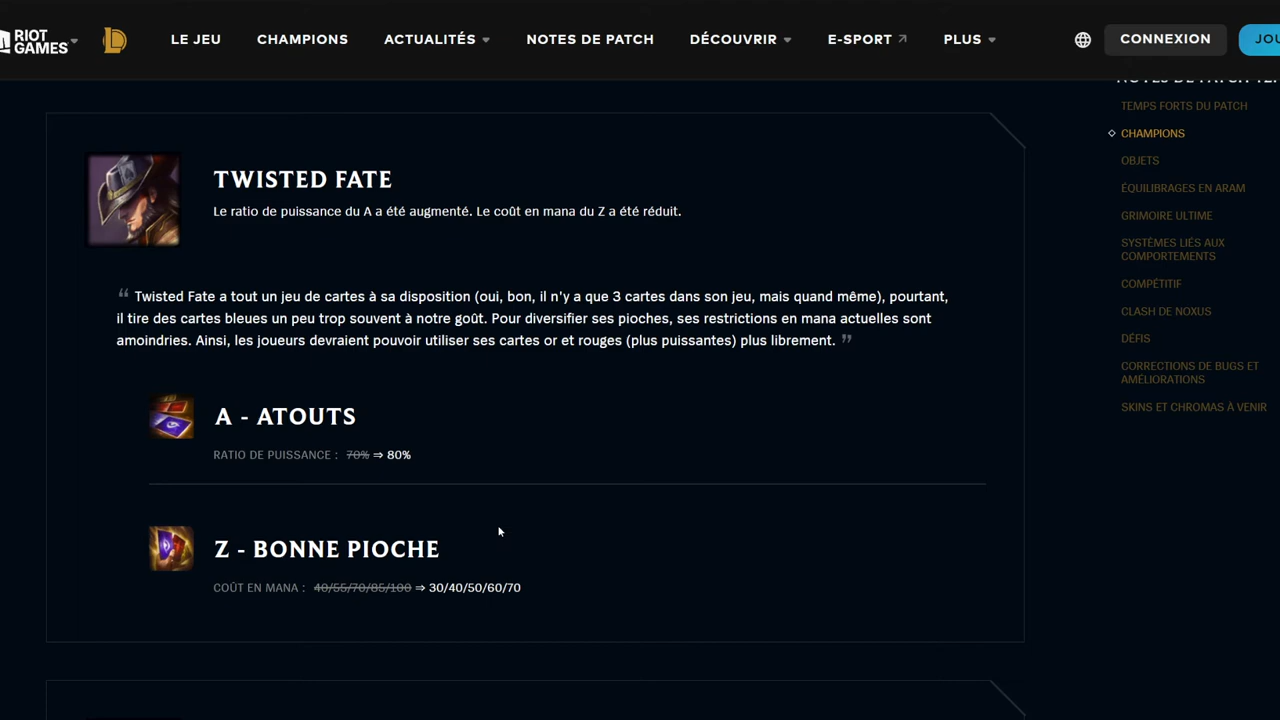 RIOT
GAMES
LE JEU
CHAMPIONS
ACTUALITÉS
NOTES DE PATCH
DÉCOUVRIR
E-SPORT
PLUS
CONNEXION
JOU
TEMPS FORTS DU PATCH
CHAMPIONS
OBJETS
ÉQUILIBRAGES EN ARAM
GRIMOIRE ULTIME
SYSTÈMES LIÉS AUX
COMPORTEMENTS
COMPÉTITIF
CLASH DE NOXUS
DÉFIS
CORRECTIONS DE BUGS ET
AMÉLIORATIONS
SKINS ET CHROMAS À VENIR
TWISTED FATE
Le ratio de puissance du A a été augmenté. Le coût en mana du Z a été réduit.
“ Twisted Fate a tout un jeu de cartes à sa disposition (oui, bon, il n'y a que 3 cartes dans son jeu, mais quand même), pourtant,
il tire des cartes bleues un peu trop souvent à notre goût. Pour diversifier ses pioches, ses restrictions en mana actuelles sont
amoindries. Ainsi, les joueurs devraient pouvoir utiliser ses cartes or et rouges (plus puissantes) plus librement. ”
A - ATOUTS
RATIO DE PUISSANCE : 70% ⇒ 80%
Z - BONNE PIOCHE
COÛT EN MANA : 40/55/70/85/100 ⇒ 30/40/50/60/70